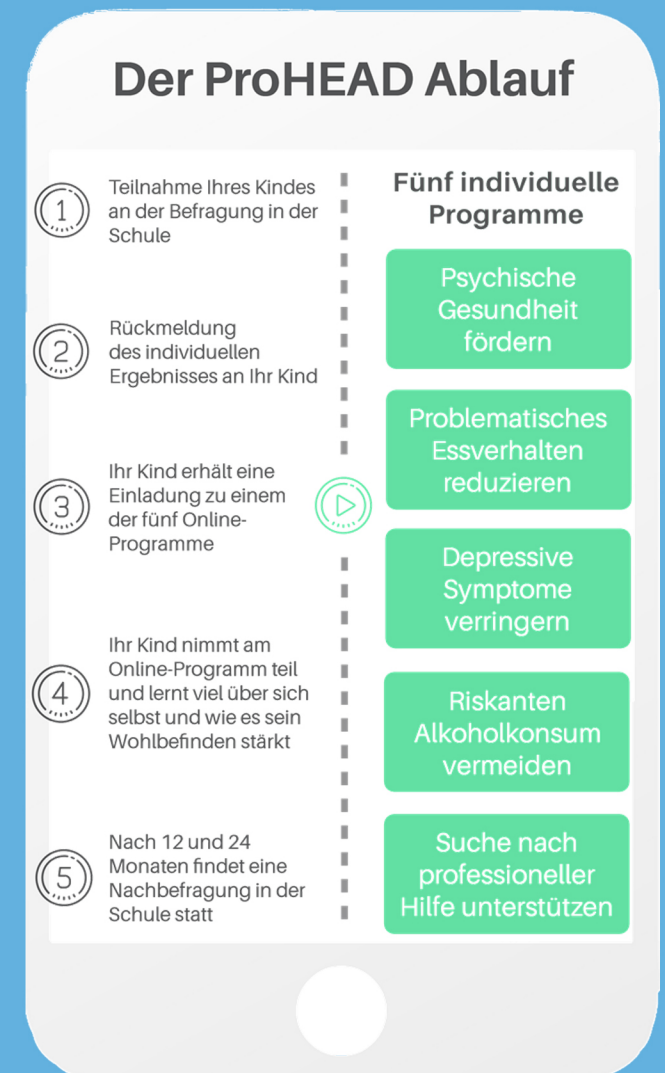 Der ProHEAD Ablauf
1
Teilnahme Ihres Kindes
an der Befragung in der
Schule
2
Rückmeldung
des individuellen
Ergebnisses an Ihr Kind
3
Ihr Kind erhält eine
Einladung zu einem
der fünf Online-
Programme
4
Ihr Kind nimmt am
Online-Programm teil
und lernt viel über sich
selbst und wie es sein
Wohlbefinden stärkt
5
Nach 12 und 24
Monaten findet eine
Nachbefragung in der
Schule statt
Fünf individuelle
Programme
Psychische
Gesundheit
fördern
Problematisches
Essverhalten
reduzieren
Depressive
Symptome
verringern
Riskanten
Alkoholkonsum
vermeiden
Suche nach
professioneller
Hilfe unterstützen